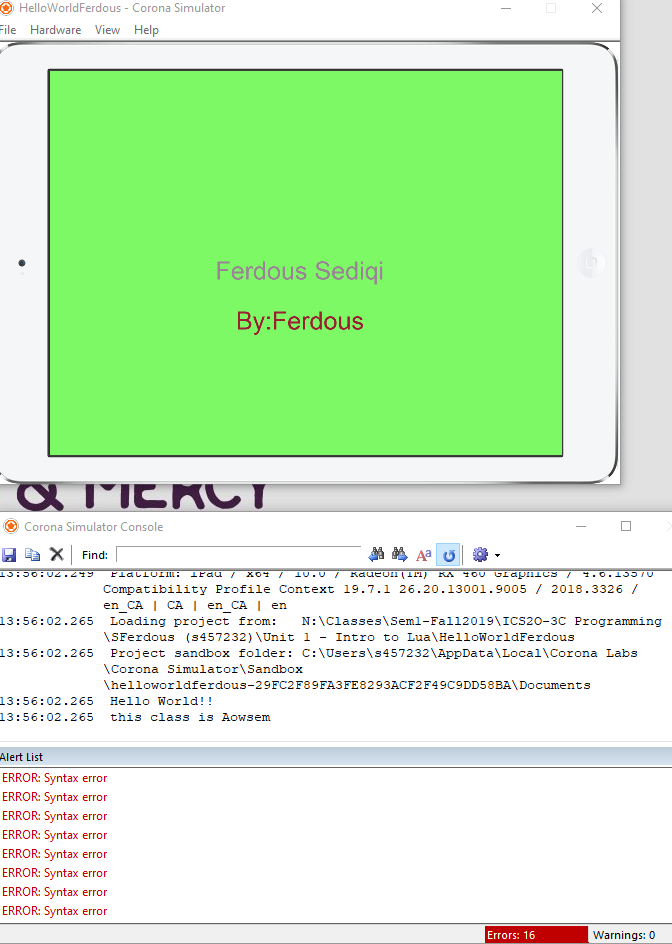 HelloWorldFerdous - Corona Simulator
File Hardware View Help
Ferdous Sediqi
By:Ferdous
& MERCY
Corona Simulator Console
Find:
13:56:02.249 Platform: iPad / x64 / 10.0 / Radeon(TM) RX 460 Graphics / 4.6.13570
Compatibility Profile Context 19.7.1 26.20.13001.9005 / 2018.3326 /
en_CA | CA | en_CA | en
13:56:02.265 Loading project from: N:\Classes\Sem1-Fall2019\ICS2O-3C Programming
\SFerdous (s457232)\Unit 1 - Intro to Lua\HelloWorldFerdous
13:56:02.265 Project sandbox folder: C:\Users\s457232\AppData\Local\Corona Labs
\Corona Simulator\Sandbox
\helloworldferdous-29FC2F89FA3FE8293ACF2F49C9DD58BA\Documents
13:56:02.265 Hello World!!
13:56:02.265 this class is Aowsem
Alert List
ERROR: Syntax error
ERROR: Syntax error
ERROR: Syntax error
ERROR: Syntax error
ERROR: Syntax error
ERROR: Syntax error
ERROR: Syntax error
ERROR: Syntax error
Errors: 16 Warnings: 0